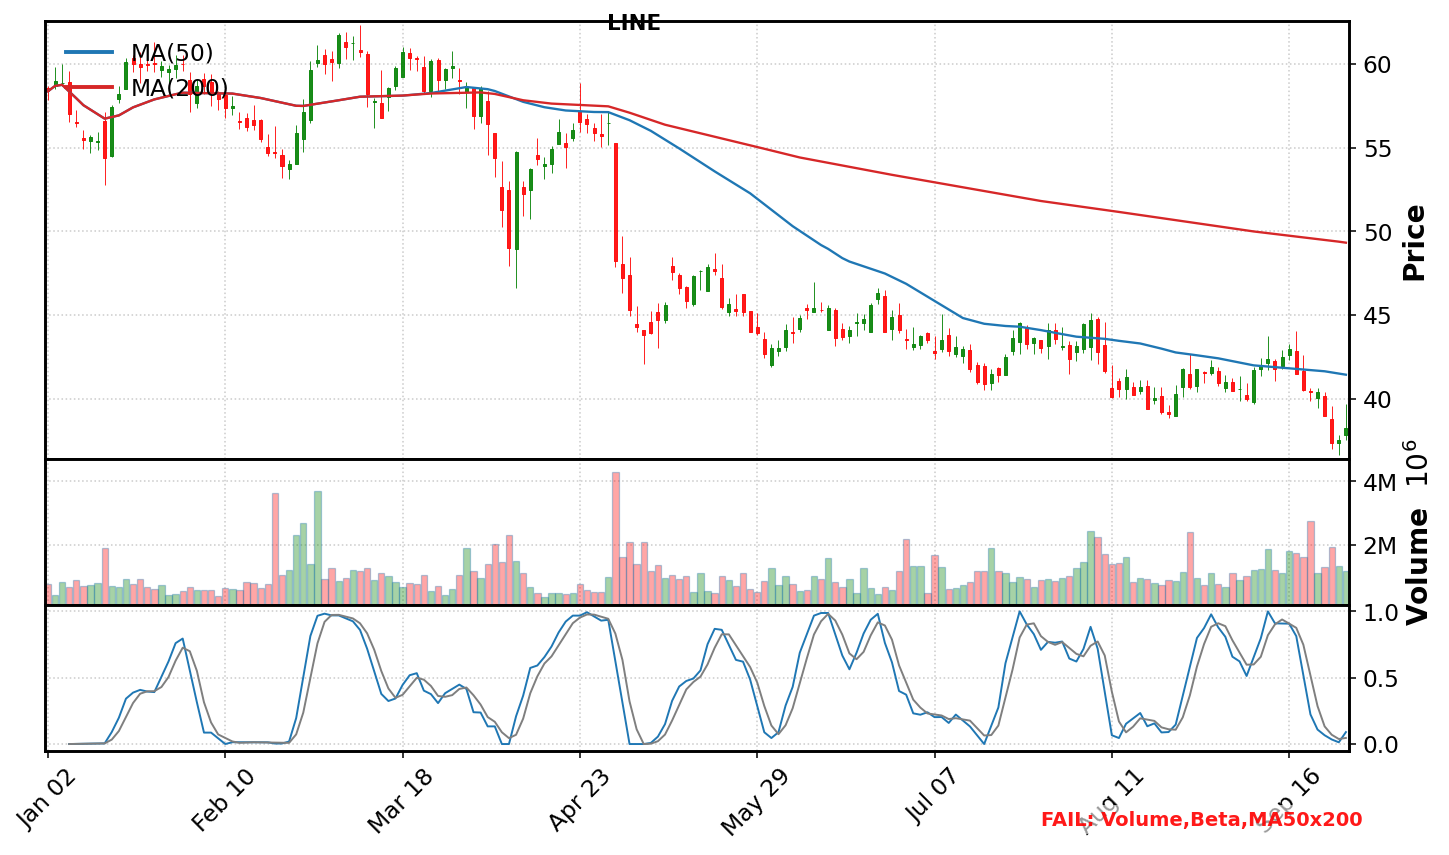 LINE
MA(50)
MA(200)
60
55
50
45
40
Price
4M
2M
Volume 10^6
1.0
0.5
0.0
Jan 02
Feb 10
Mar 18
Apr 23
May 29
Jul 07
Aug 11
Sep 16
FAIL: Volume,Beta,MA50x200